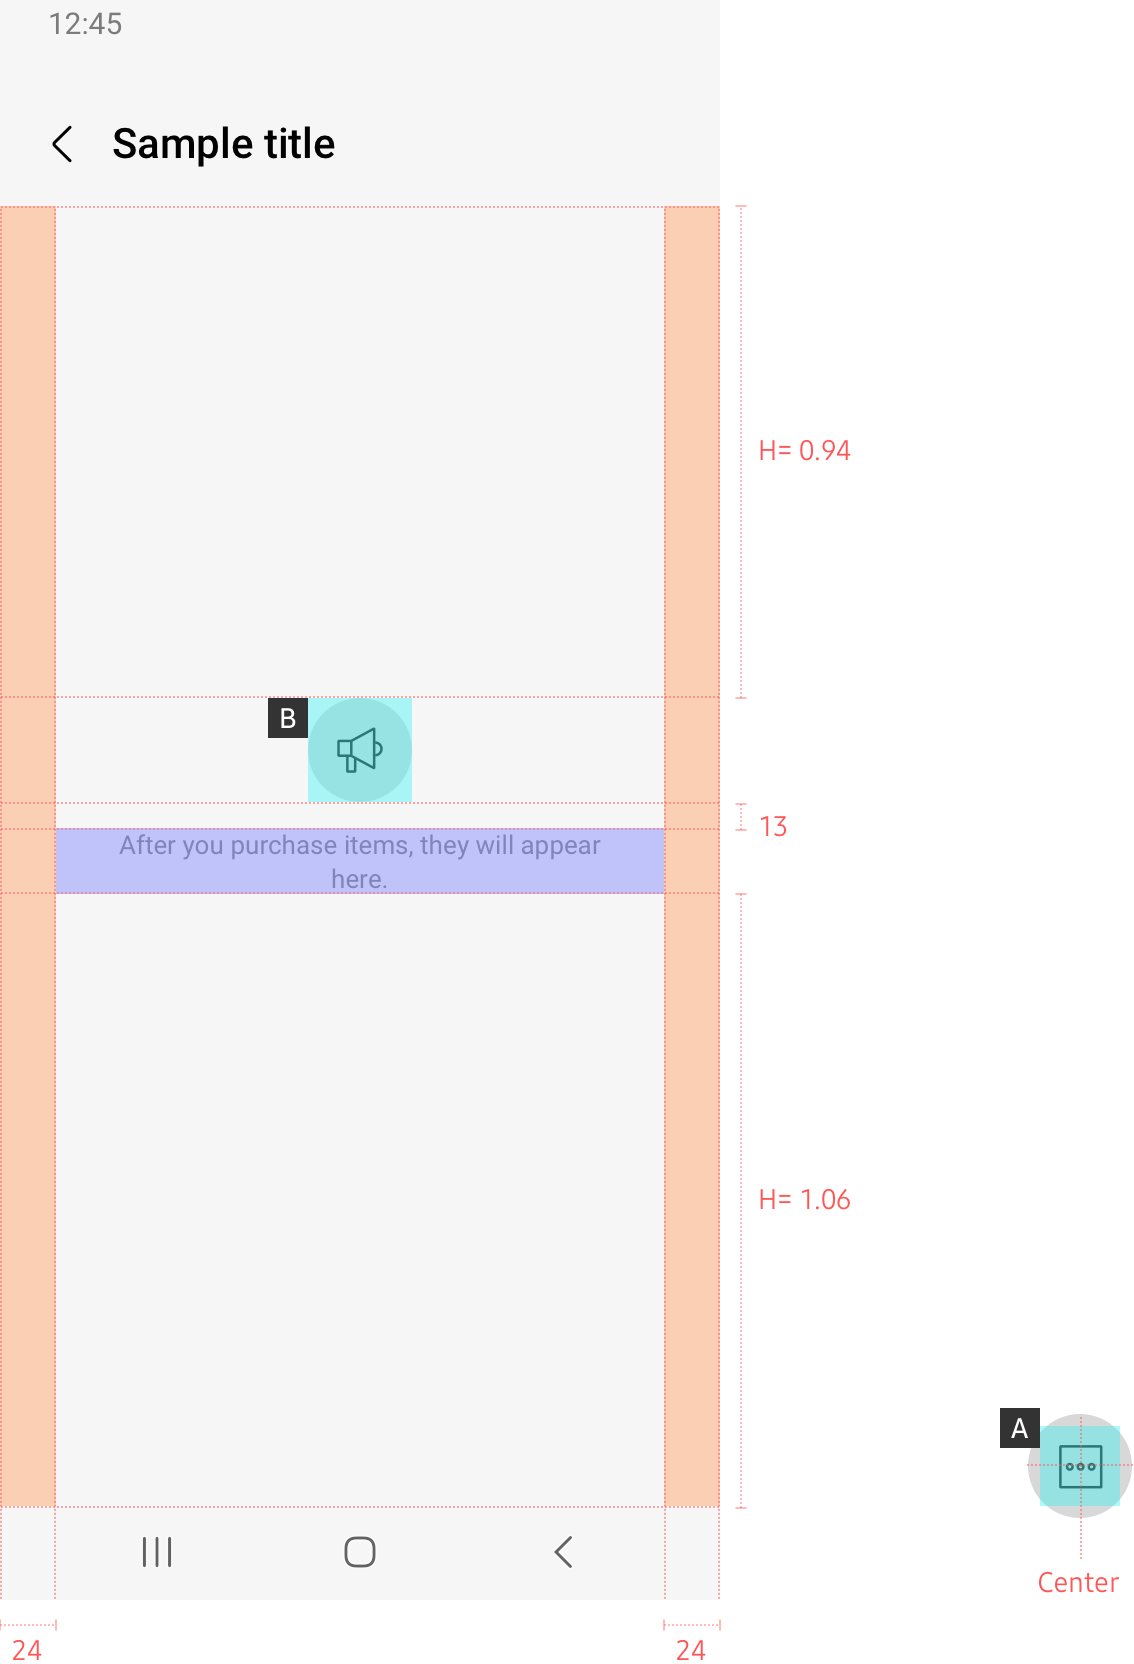 12:45
Sample title
H= 0.94
B
13
After you purchase items, they will appear
here.
H= 1.06
A
Center
24
24